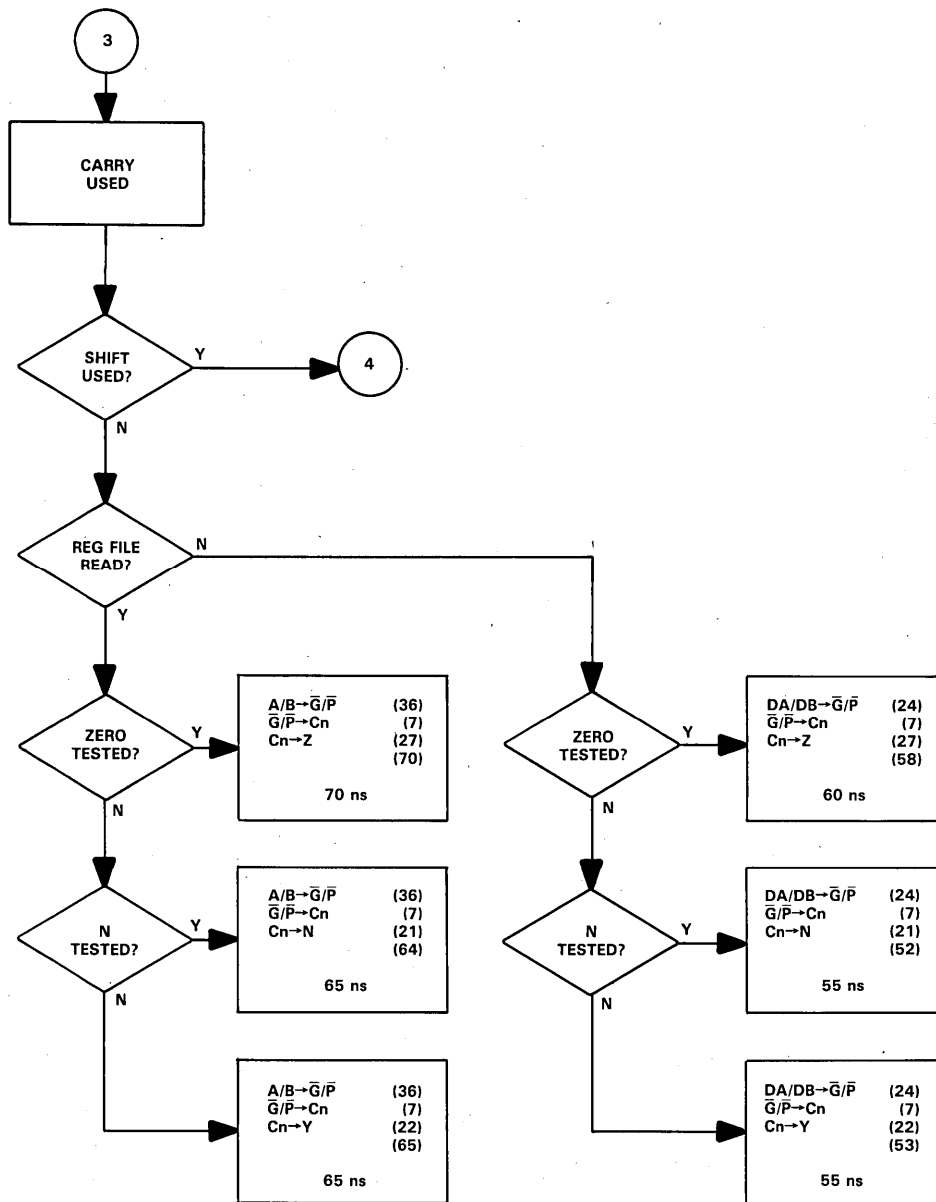 3
CARRY
USED
SHIFT
USED?
Y
4
N
REG FILE
READ?
N
Y
ZERO
TESTED?
Y
N
A/B→G̅/P̅ (36)
G̅/P̅→Cn (7)
Cn→Z (27)
(70)
70 ns
ZERO
TESTED?
Y
N
DA/DB→G̅/P̅ (24)
G̅/P̅→Cn (7)
Cn→Z (27)
(58)
60 ns
N
TESTED?
Y
N
A/B→G̅/P̅ (36)
G̅/P̅→Cn (7)
Cn→N (21)
(64)
65 ns
N
TESTED?
Y
N
DA/DB→G̅/P̅ (24)
G̅/P̅→Cn (7)
Cn→N (21)
(52)
55 ns
A/B→G̅/P̅ (36)
G̅/P̅→Cn (7)
Cn→Y (22)
(65)
65 ns
DA/DB→G̅/P̅ (24)
G̅/P̅→Cn (7)
Cn→Y (22)
(53)
55 ns